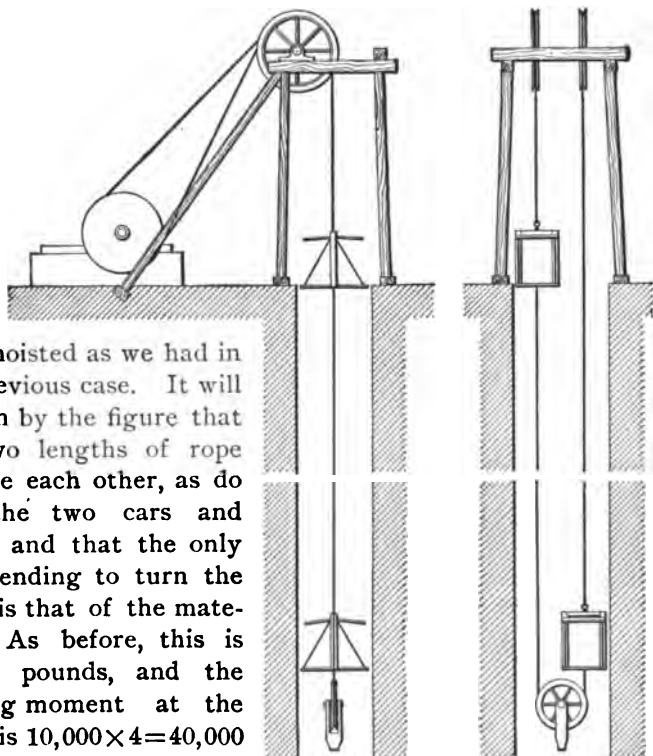 hoisted as we had in
evious case. It will
n by the figure that
vo lengths of rope
e each other, as do
he two cars and
and that the only
ending to turn the
is that of the mate-
As before, this is
pounds, and the
g moment at the
is 10,000×4=40,000